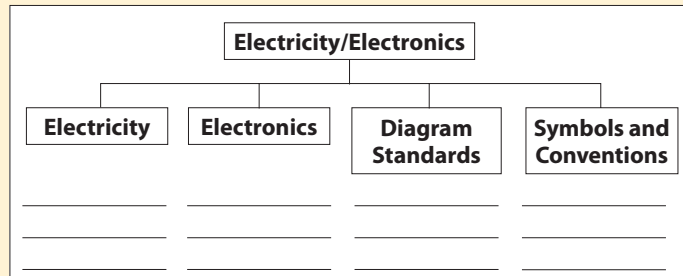 Electricity/Electronics
Electricity
Electronics
Diagram
Standards
Symbols and
Conventions